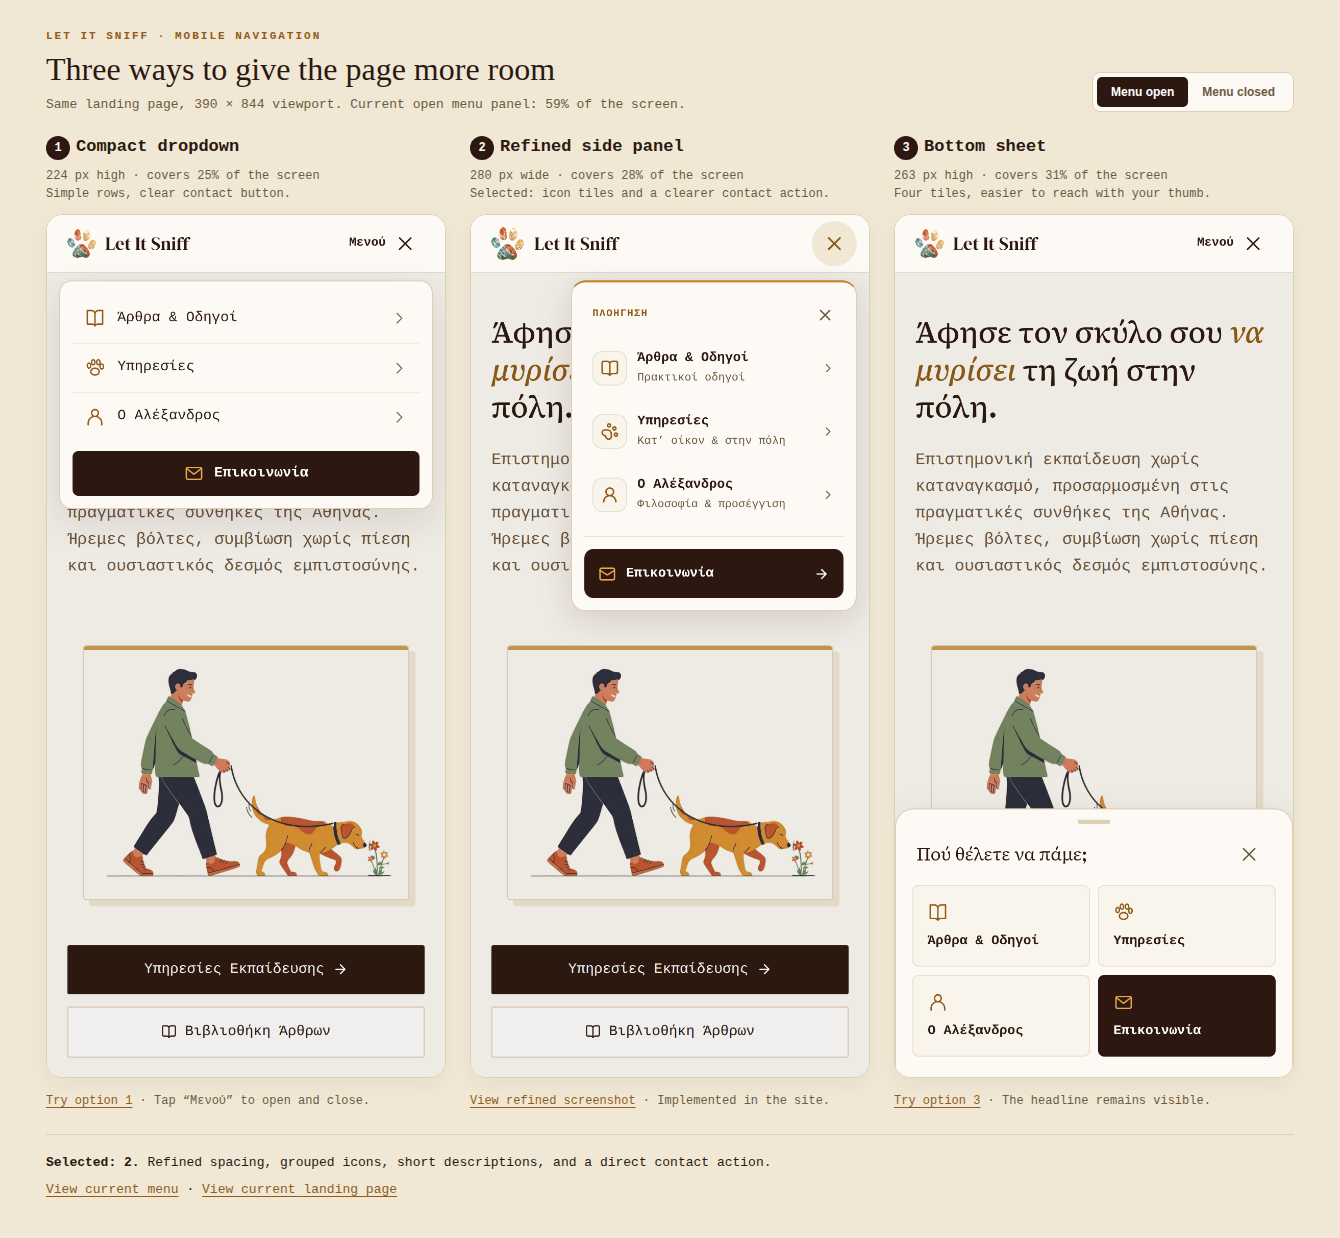 LET IT SNIFF · MOBILE NAVIGATION
Three ways to give the page more room
Same landing page, 390 × 844 viewport. Current open menu panel: 59% of the screen.
Menu open
Menu closed
1 Compact dropdown
224 px high · covers 25% of the screen
Simple rows, clear contact button.
Let It Sniff
Μενού
Άρθρα & Οδηγοί
Υπηρεσίες
Ο Αλέξανδρος
Επικοινωνία
πραγματικές συνθήκες της Αθήνας.
Ήρεμες βόλτες, συμβίωση χωρίς πίεση
και ουσιαστικός δεσμός εμπιστοσύνης.
Υπηρεσίες Εκπαίδευσης →
Βιβλιοθήκη Άρθρων
Try option 1 · Tap “Μενού” to open and close.
2 Refined side panel
280 px wide · covers 28% of the screen
Selected: icon tiles and a clearer contact action.
Let It Sniff
Άφησ
μυρίσ
πόλη.
Επιστημο
καταναγκ
πραγματι
Ήρεμες β
και ουσι
ΠΛΟΗΓΗΣΗ
Άρθρα & Οδηγοί
Πρακτικοί οδηγοί
Υπηρεσίες
Κατ’ οίκον & στην πόλη
Ο Αλέξανδρος
Φιλοσοφία & προσέγγιση
Επικοινωνία →
Υπηρεσίες Εκπαίδευσης →
Βιβλιοθήκη Άρθρων
View refined screenshot · Implemented in the site.
3 Bottom sheet
263 px high · covers 31% of the screen
Four tiles, easier to reach with your thumb.
Let It Sniff
Μενού
Άφησε τον σκύλο σου να
μυρίσει τη ζωή στην
πόλη.
Επιστημονική εκπαίδευση χωρίς
καταναγκασμό, προσαρμοσμένη στις
πραγματικές συνθήκες της Αθήνας.
Ήρεμες βόλτες, συμβίωση χωρίς πίεση
και ουσιαστικός δεσμός εμπιστοσύνης.
Πού θέλετε να πάμε;
Άρθρα & Οδηγοί
Υπηρεσίες
Ο Αλέξανδρος
Επικοινωνία
Try option 3 · The headline remains visible.
Selected: 2. Refined spacing, grouped icons, short descriptions, and a direct contact action.
View current menu · View current landing page